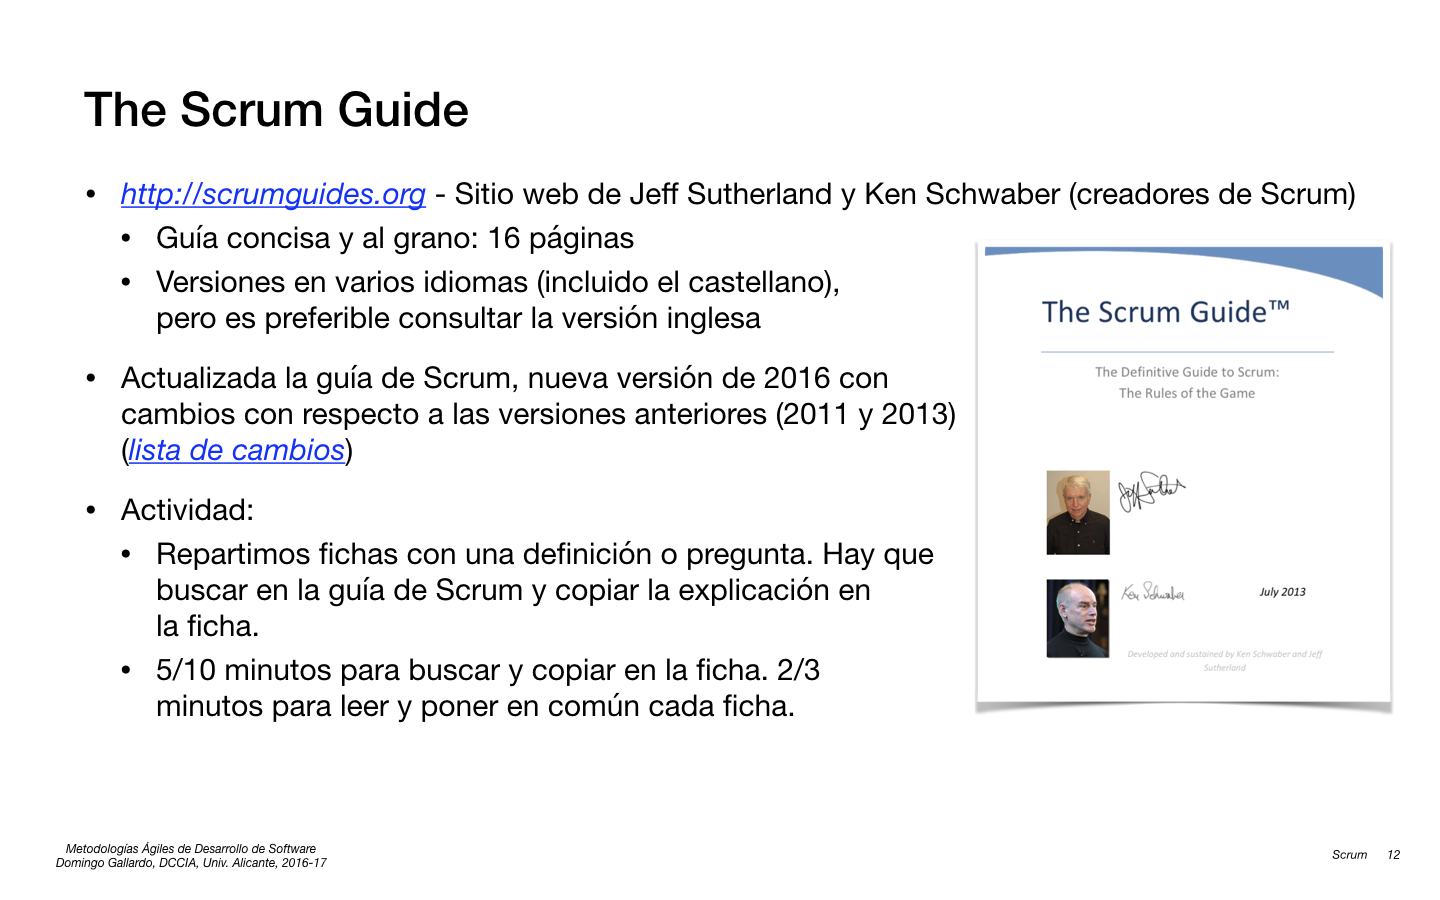 The Scrum Guide
• http://scrumguides.org - Sitio web de Jeff Sutherland y Ken Schwaber (creadores de Scrum)
• Guía concisa y al grano: 16 páginas
• Versiones en varios idiomas (incluido el castellano),
pero es preferible consultar la versión inglesa
• Actualizada la guía de Scrum, nueva versión de 2016 con
cambios con respecto a las versiones anteriores (2011 y 2013)
(lista de cambios)
• Actividad:
• Repartimos fichas con una definición o pregunta. Hay que
buscar en la guía de Scrum y copiar la explicación en
la ficha.
• 5/10 minutos para buscar y copiar en la ficha. 2/3
minutos para leer y poner en común cada ficha.
The Scrum Guide™
The Definitive Guide to Scrum:
The Rules of the Game
Jeff Sutherland
Ken Schwaber
July 2013
Developed and sustained by Ken Schwaber and Jeff
Sutherland
Metodologías Ágiles de Desarrollo de Software
Domingo Gallardo, DCCIA, Univ. Alicante, 2016-17
Scrum 12